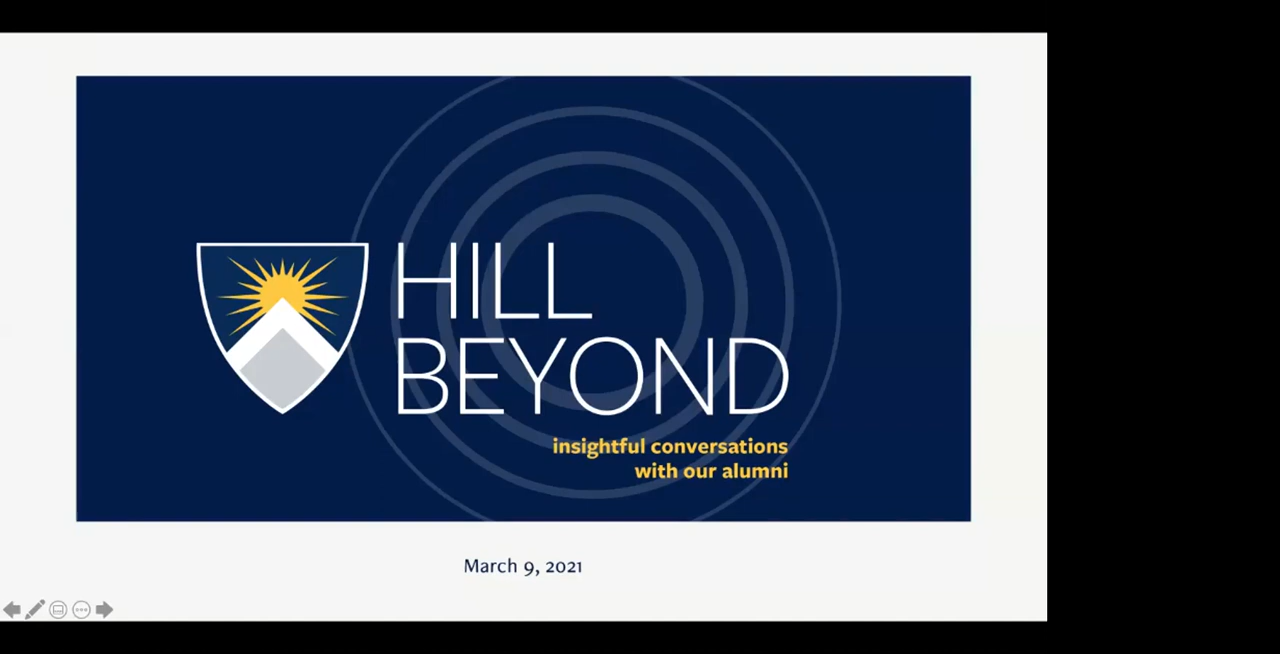 HILL
BEYOND
insightful conversations
with our alumni
March 9, 2021